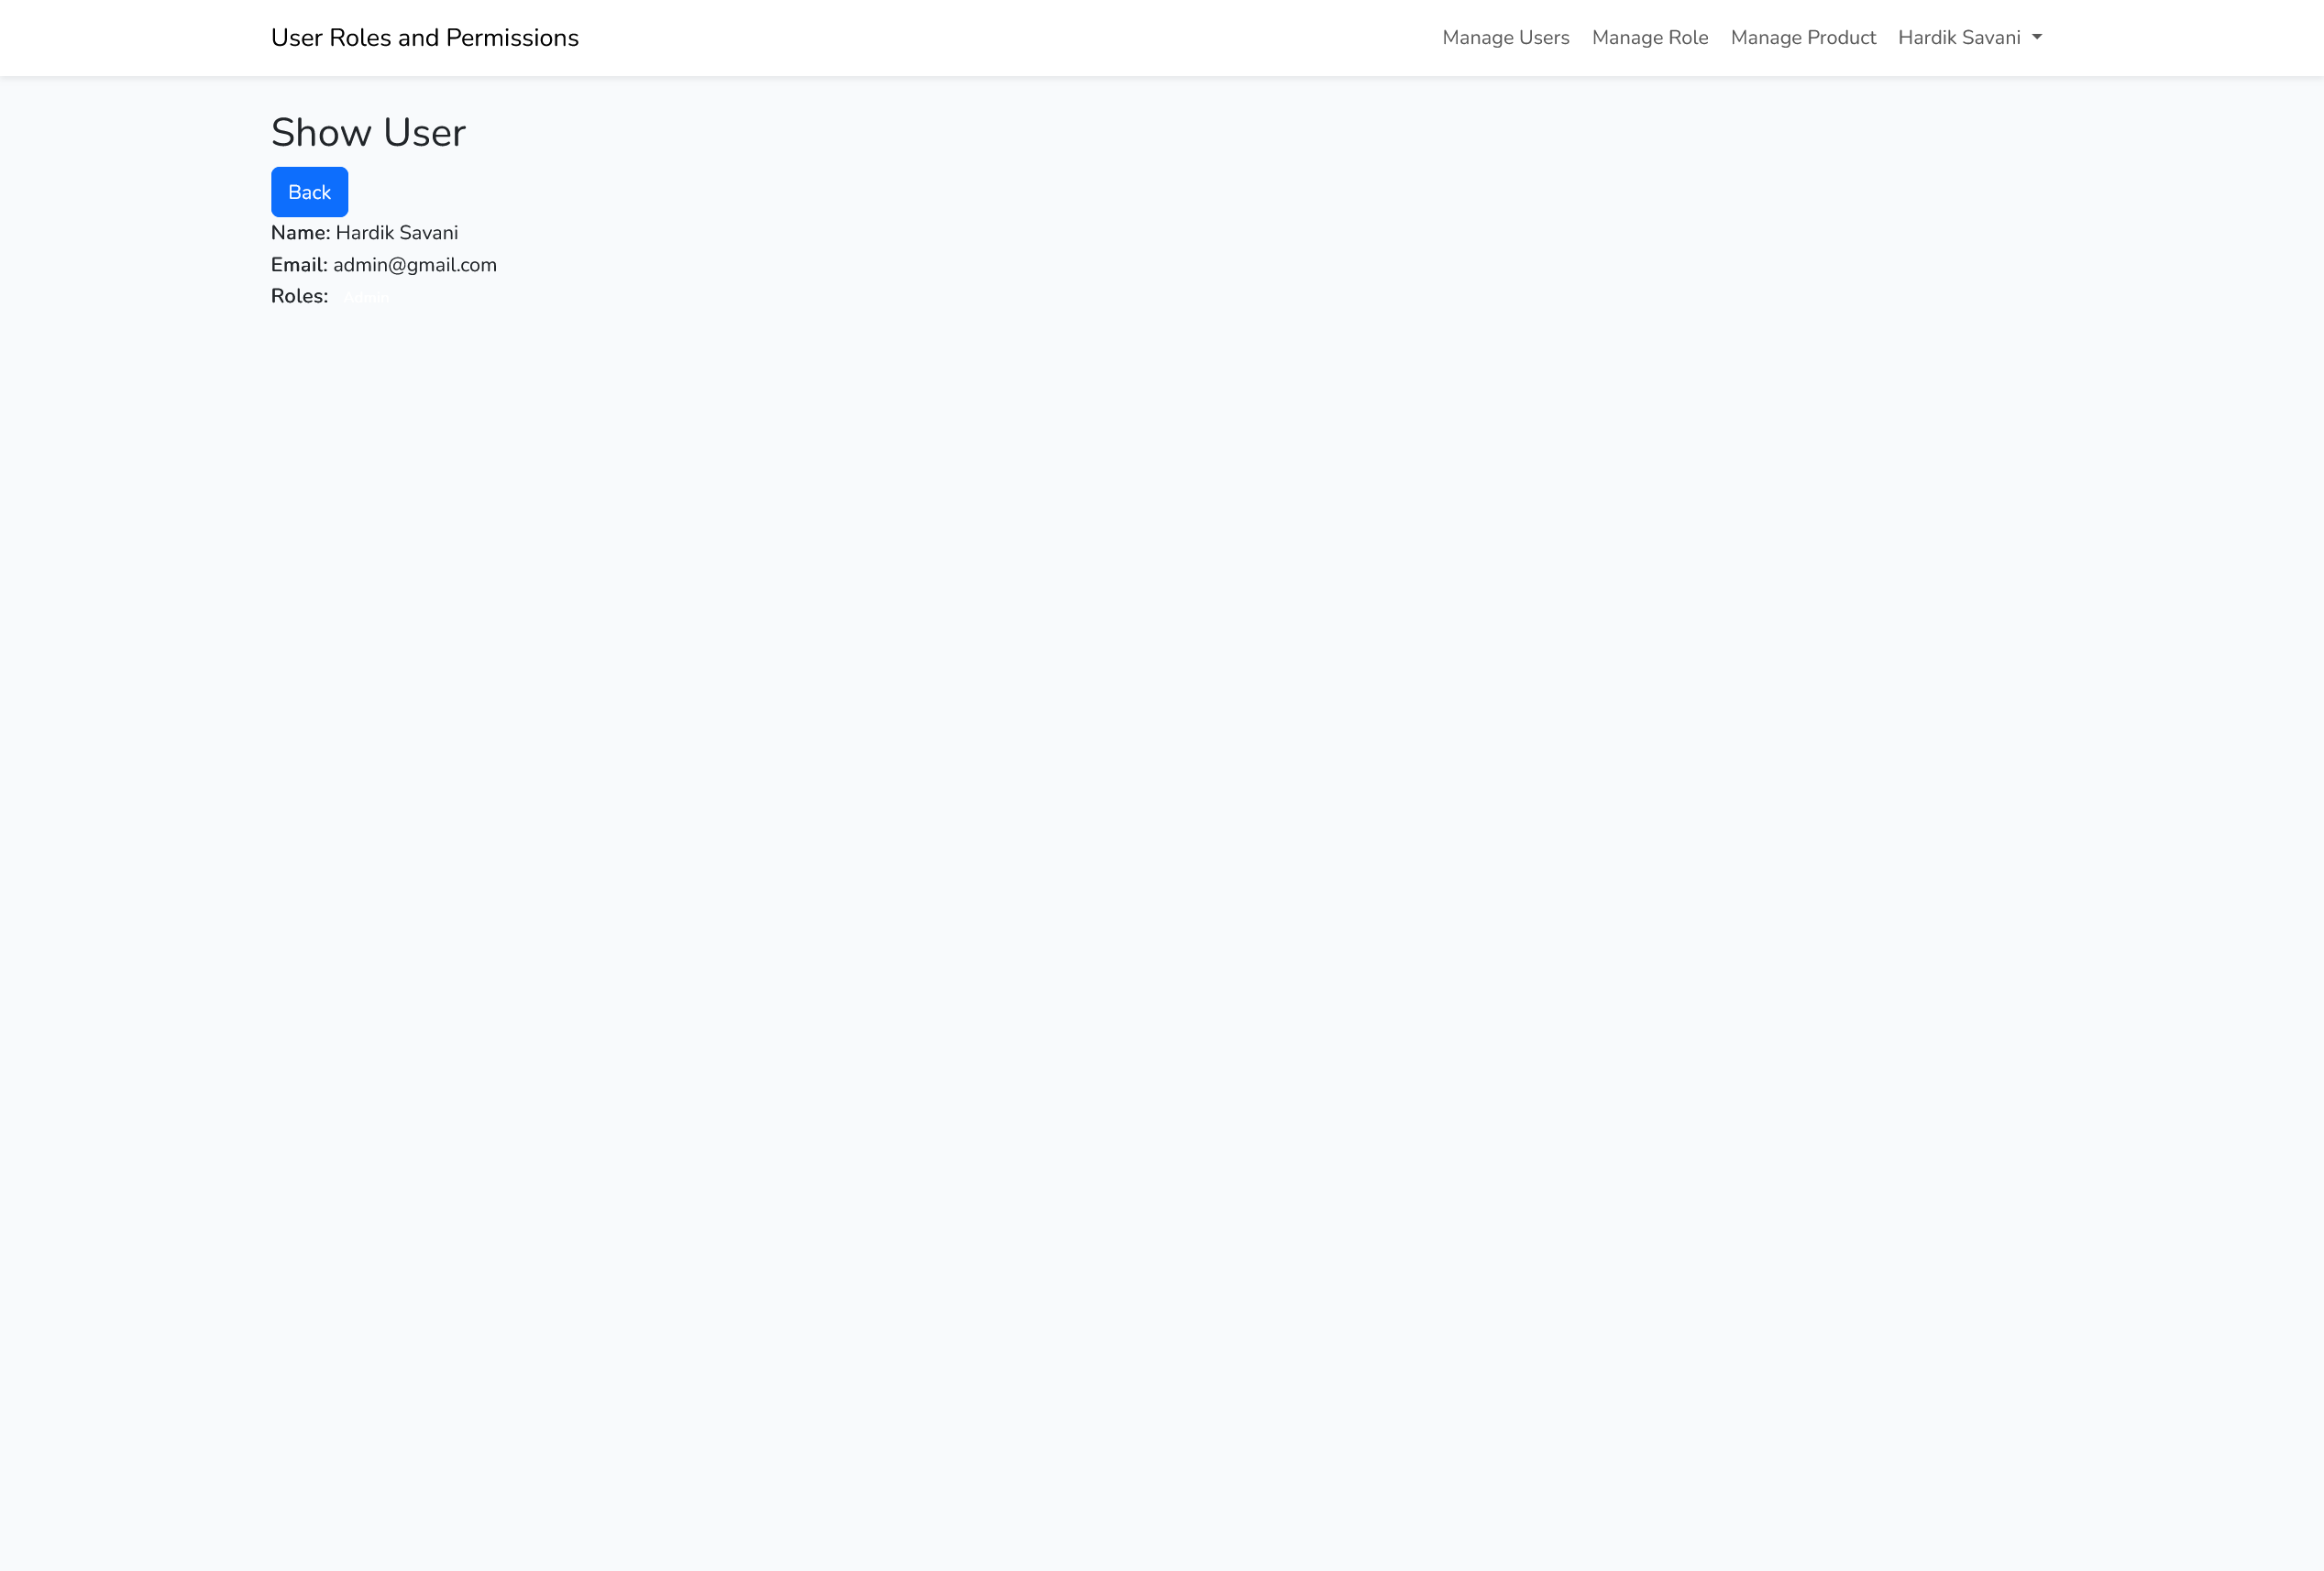 User Roles and Permissions Manage Users Manage Role Manage Product Hardik Savani
Show User
Back
Name: Hardik Savani
Email: admin@gmail.com
Roles: Admin